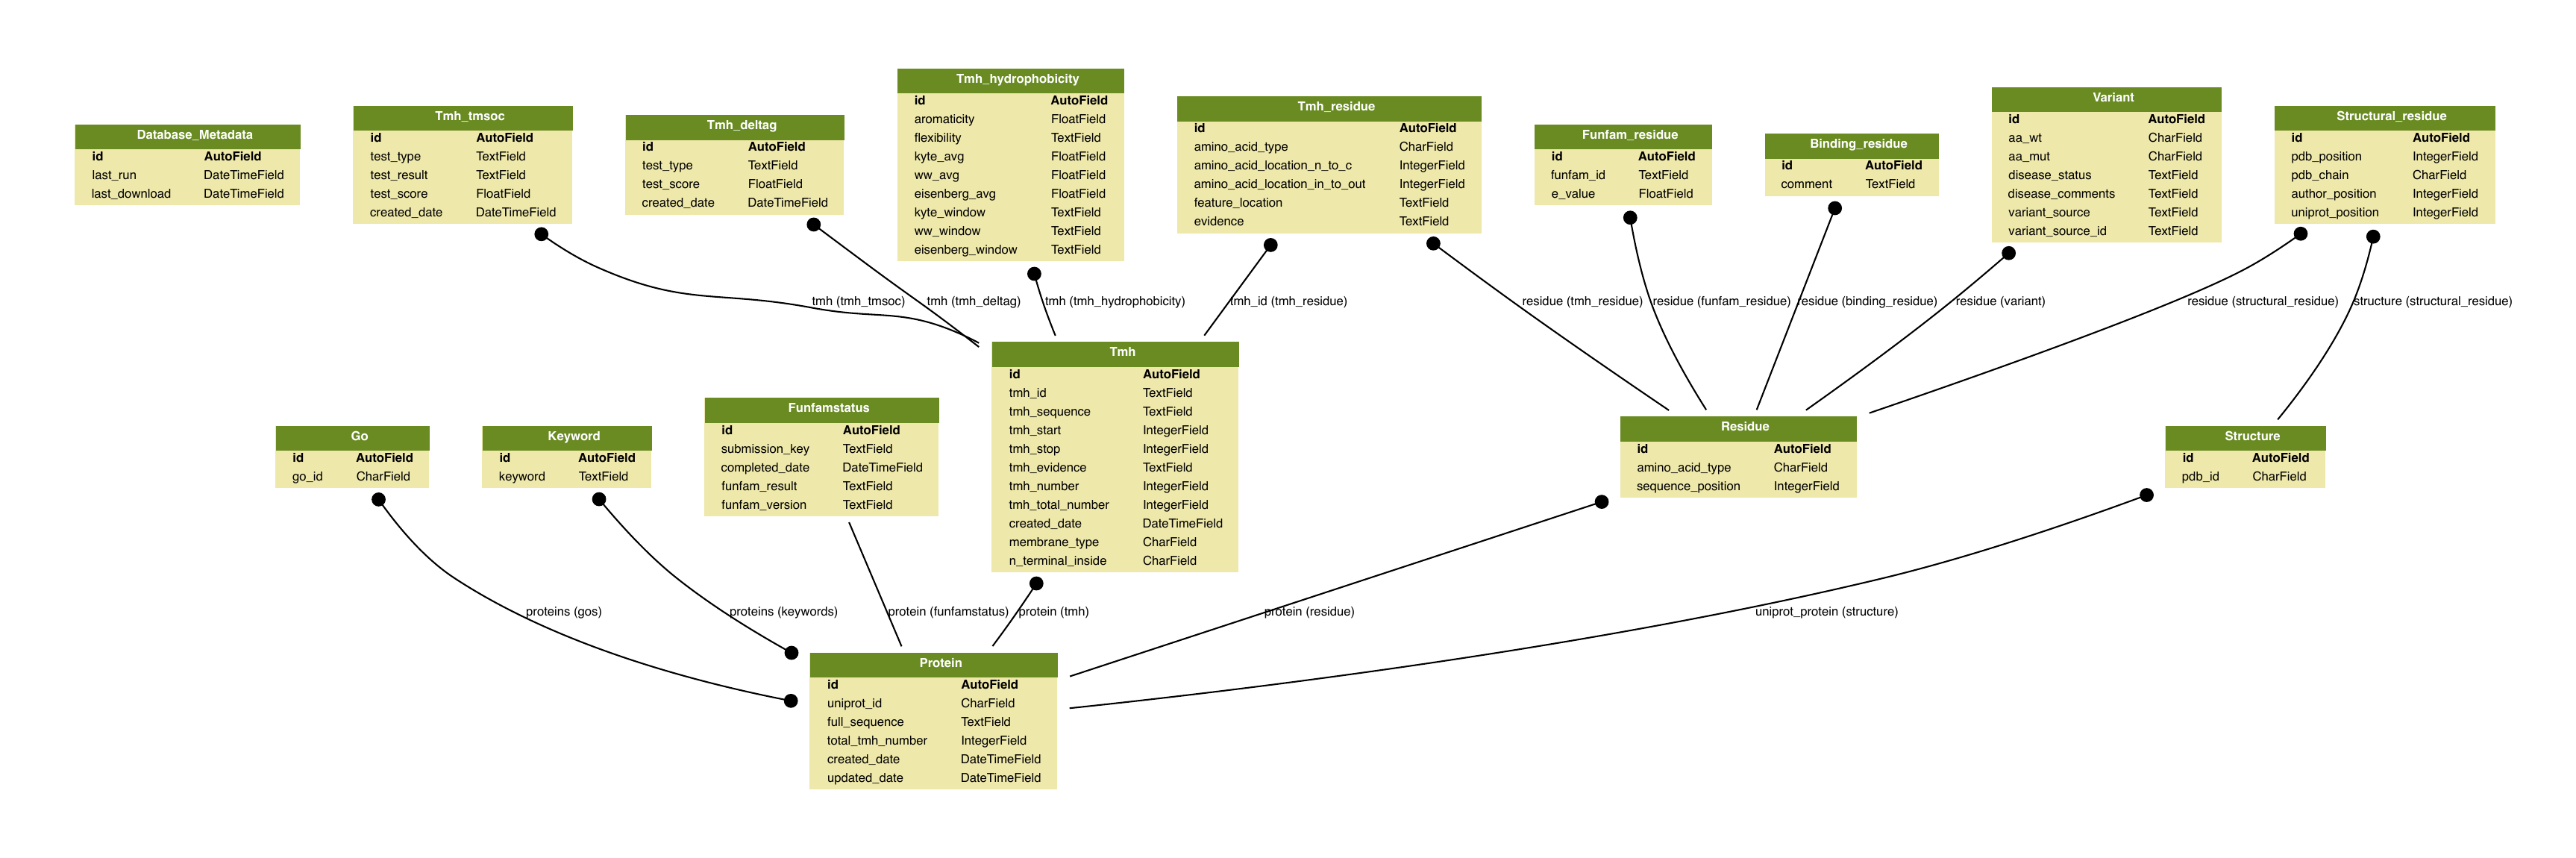 Database_Metadata
id AutoField
last_run DateTimeField
last_download DateTimeField
Tmh_tmsoc
id AutoField
test_type TextField
test_result TextField
test_score FloatField
created_date DateTimeField
Tmh_deltag
id AutoField
test_type TextField
test_score FloatField
created_date DateTimeField
Tmh_hydrophobicity
id AutoField
aromaticity FloatField
flexibility TextField
kyte_avg FloatField
ww_avg FloatField
eisenberg_avg FloatField
kyte_window TextField
ww_window TextField
eisenberg_window TextField
Tmh_residue
id AutoField
amino_acid_type CharField
amino_acid_location_n_to_c IntegerField
amino_acid_location_in_to_out IntegerField
feature_location TextField
evidence TextField
Funfam_residue
id AutoField
funfam_id TextField
e_value FloatField
Binding_residue
id AutoField
comment TextField
Variant
id AutoField
aa_wt CharField
aa_mut CharField
disease_status TextField
disease_comments TextField
variant_source TextField
variant_source_id TextField
Structural_residue
id AutoField
pdb_position IntegerField
pdb_chain CharField
author_position IntegerField
uniprot_position IntegerField
tmh (tmh_tmsoc)
tmh (tmh_deltag)
tmh (tmh_hydrophobicity)
tmh_id (tmh_residue)
residue (tmh_residue)
residue (funfam_residue)
residue (binding_residue)
residue (variant)
residue (structural_residue)
structure (structural_residue)
Go
id AutoField
go_id CharField
Keyword
id AutoField
keyword TextField
Funfamstatus
id AutoField
submission_key TextField
completed_date DateTimeField
funfam_result TextField
funfam_version TextField
Tmh
id AutoField
tmh_id TextField
tmh_sequence TextField
tmh_start IntegerField
tmh_stop IntegerField
tmh_evidence TextField
tmh_number IntegerField
tmh_total_number IntegerField
created_date DateTimeField
membrane_type CharField
n_terminal_inside CharField
Residue
id AutoField
amino_acid_type CharField
sequence_position IntegerField
Structure
id AutoField
pdb_id CharField
proteins (gos)
proteins (keywords)
protein (funfamstatus)
protein (tmh)
protein (residue)
uniprot_protein (structure)
Protein
id AutoField
uniprot_id CharField
full_sequence TextField
total_tmh_number IntegerField
created_date DateTimeField
updated_date DateTimeField